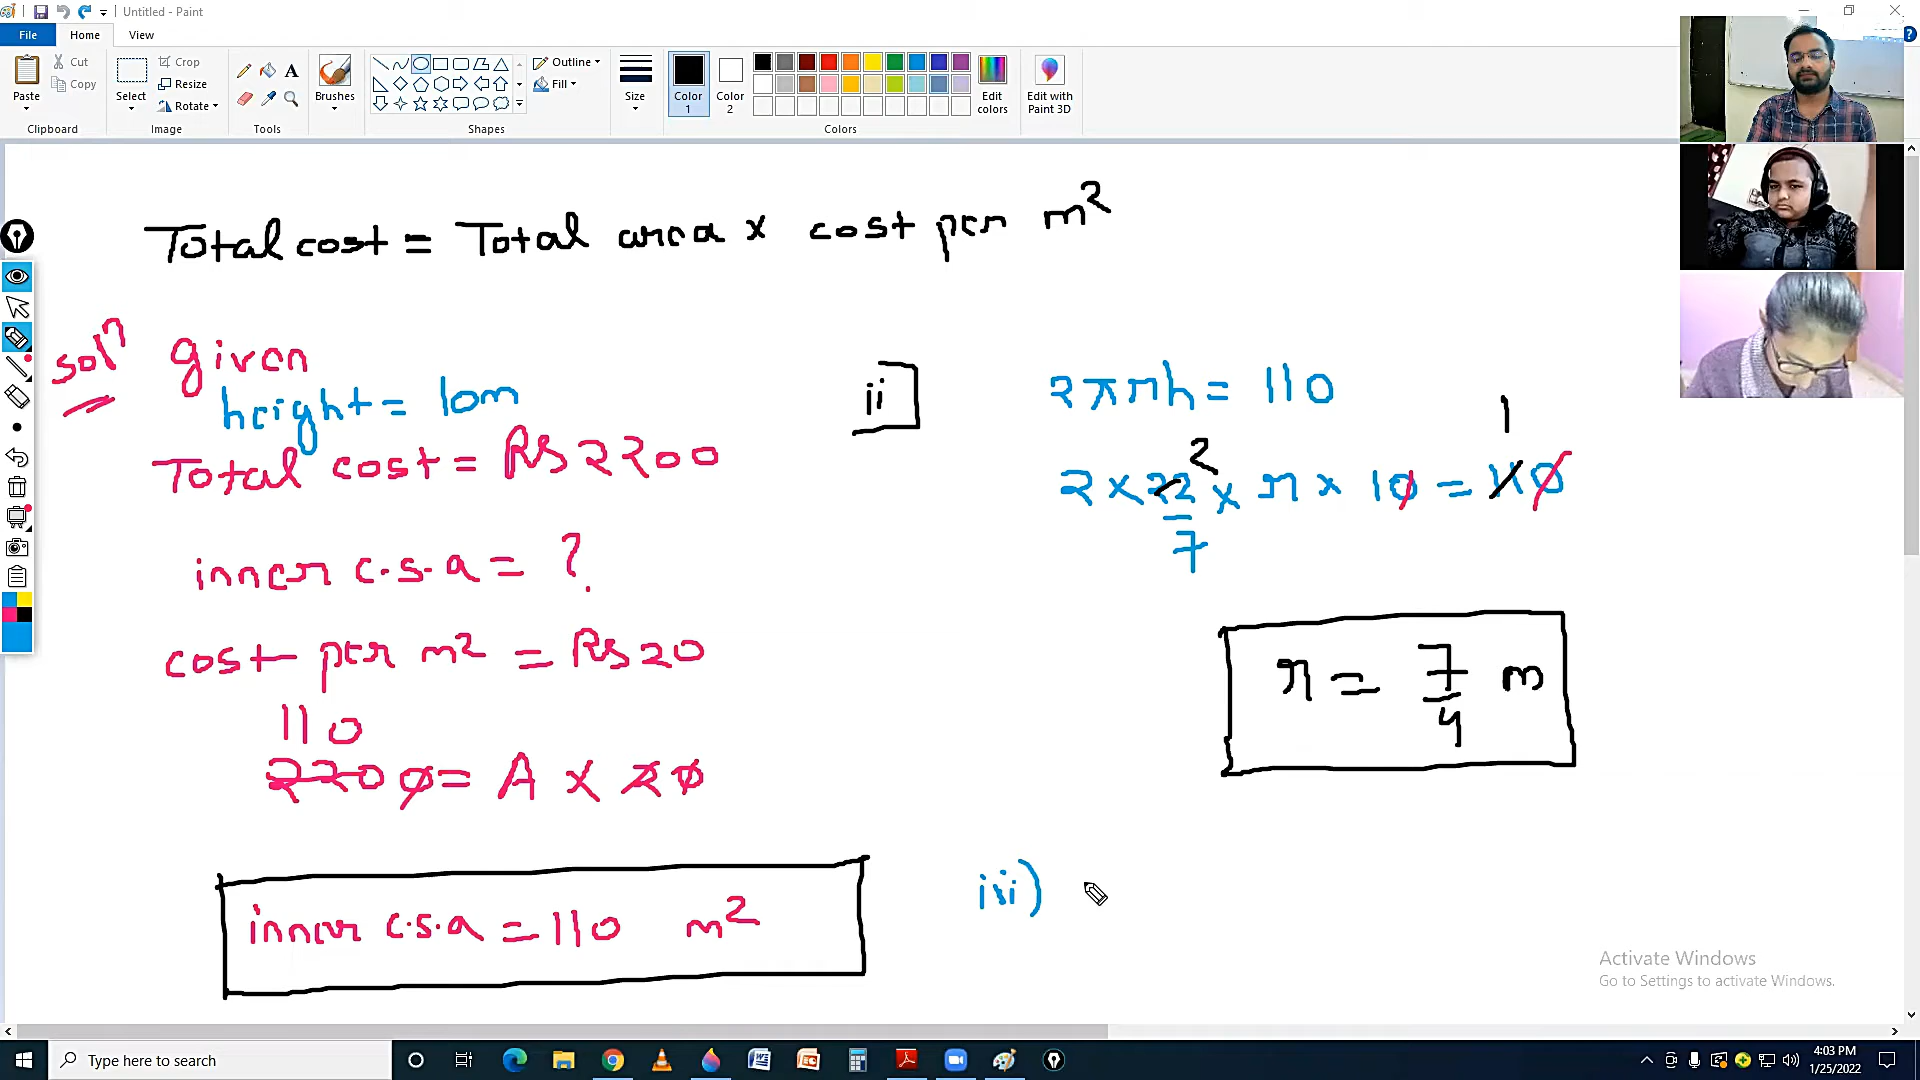 Untitled - Paint
File Home View
Paste Cut Copy Clipboard
Select Crop Resize Rotate Image
Tools
Brushes
Outline Fill Shapes
Size
Color 1 Color 2 Edit colors Colors
Edit with Paint 3D
Total cost = Total area x cost per m²
solⁿ given
height = 10m
Total cost = RS 2200
inner c.s.a = ?
cost per m² = RS 20
110
2200 = A x 20
inner c.s.a = 110 m²
ii
2πrh = 110
2 1
2 x 22/7 x r x 10 = 110
r = 7/4 m
iii)
Activate Windows
Go to Settings to activate Windows.
Type here to search
4:03 PM
1/25/2022